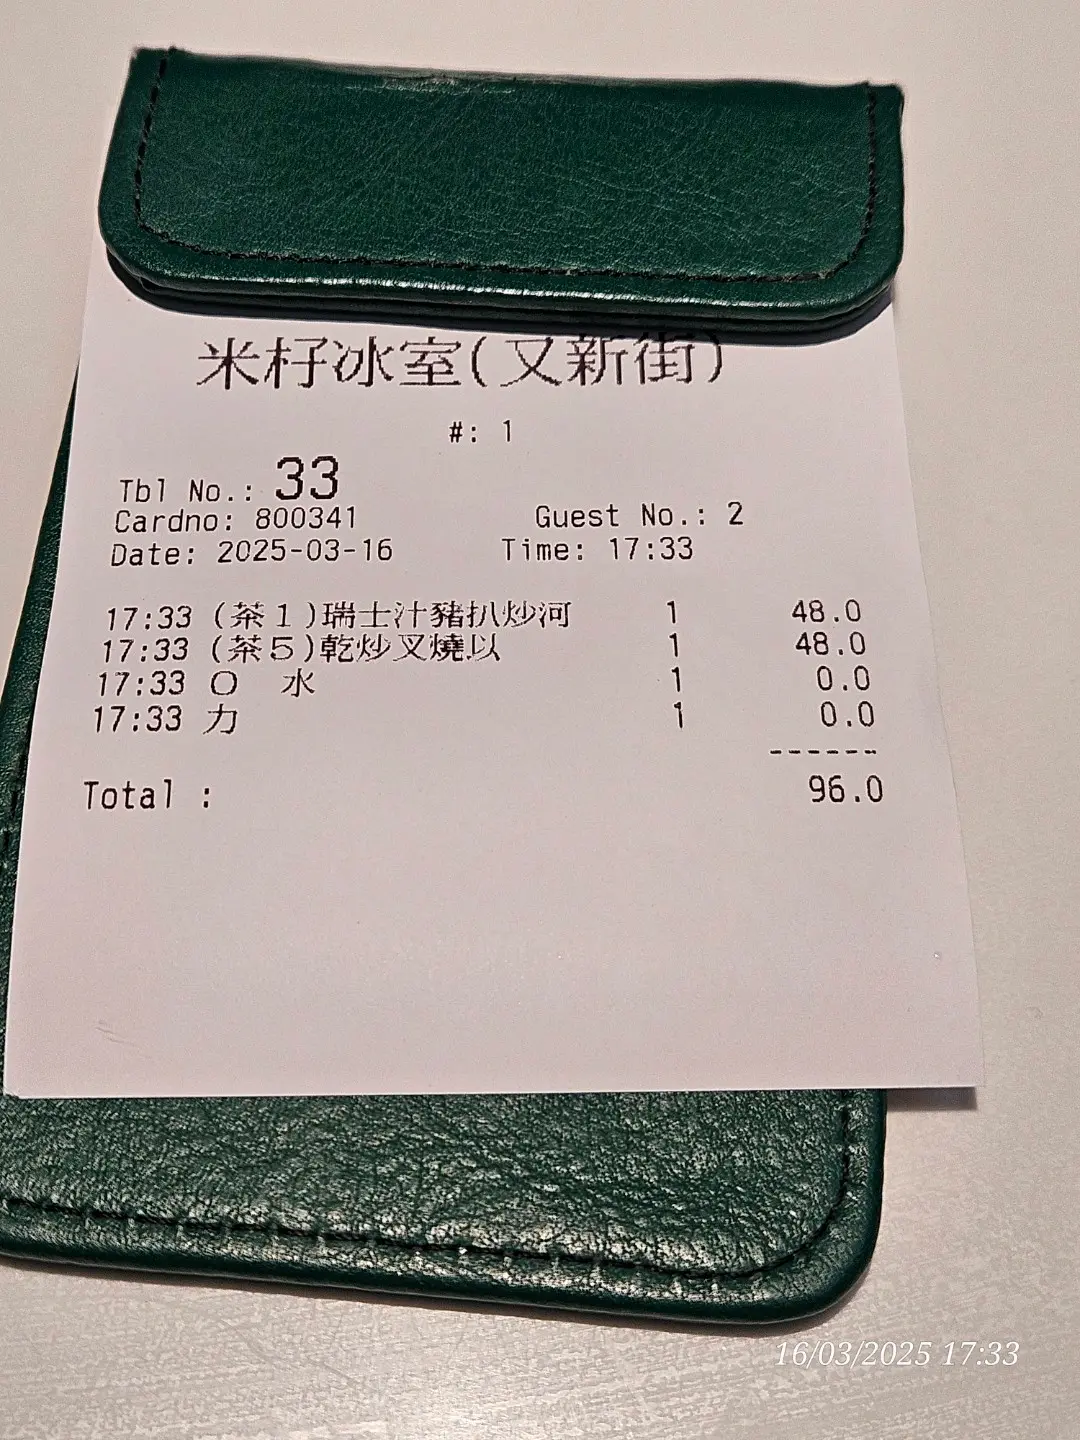 米籽冰室(又新街)
#: 1
Tbl No.: 33
Cardno: 800341 Guest No.: 2
Date: 2025-03-16 Time: 17:33
17:33 (茶１)瑞士汁豬扒炒河 1 48.0
17:33 (茶５)乾炒叉燒以 1 48.0
17:33 Ｏ　水 1 0.0
17:33 力 1 0.0
------
Total : 96.0
16/03/2025 17:33